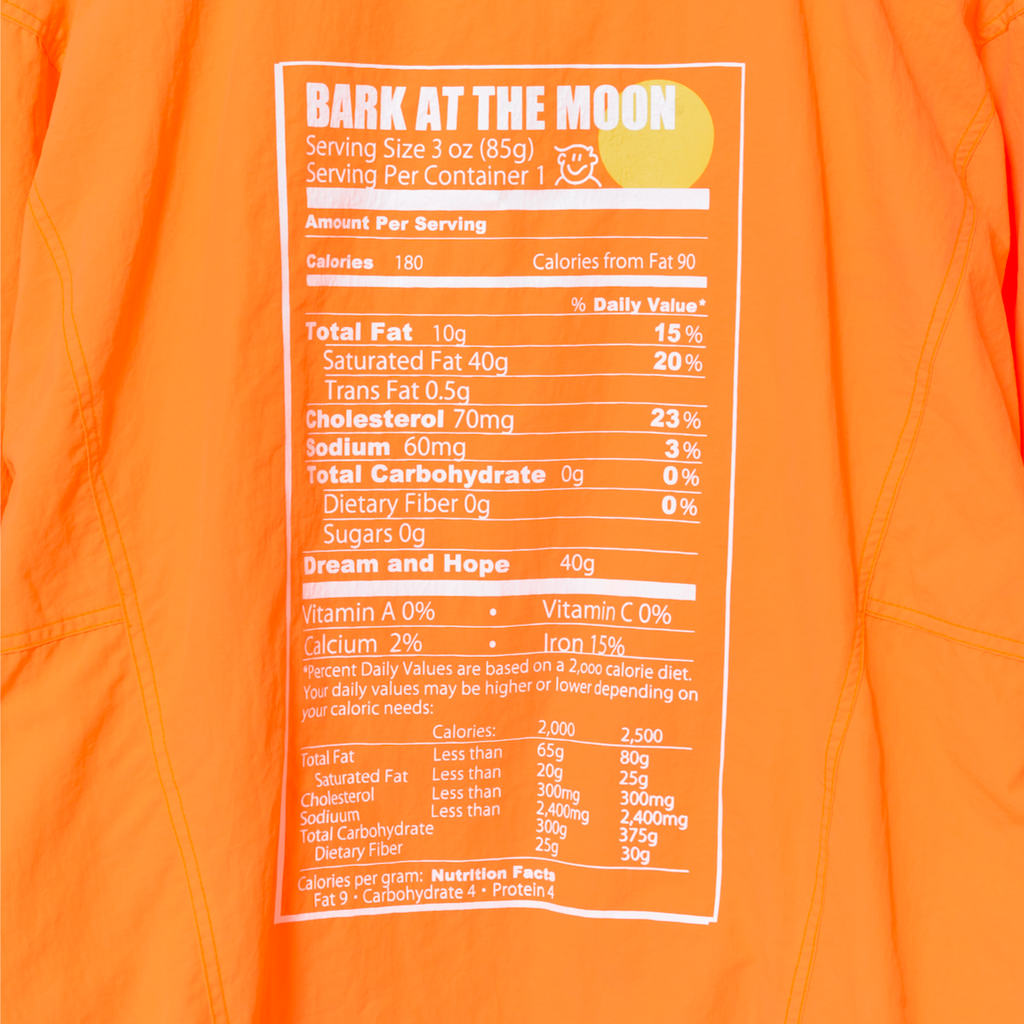 BARK AT THE MOON
Serving Size 3 oz (85g)
Serving Per Container 1
Amount Per Serving
Calories 180 Calories from Fat 90
% Daily Value*
Total Fat 10g 15%
Saturated Fat 40g 20%
Trans Fat 0.5g
Cholesterol 70mg 23%
Sodium 60mg 3%
Total Carbohydrate 0g 0%
Dietary Fiber 0g 0%
Sugars 0g
Dream and Hope 40g
Vitamin A 0% • Vitamin C 0%
Calcium 2% • Iron 15%
*Percent Daily Values are based on a 2,000 calorie diet.
Your daily values may be higher or lower depending on
your caloric needs:
Calories: 2,000 2,500
Total Fat Less than 65g 80g
Saturated Fat Less than 20g 25g
Cholesterol Less than 300mg 300mg
Sodiuum Less than 2,400mg 2,400mg
Total Carbohydrate 300g 375g
Dietary Fiber 25g 30g
Calories per gram: Nutrition Facts
Fat 9 • Carbohydrate 4 • Protein 4